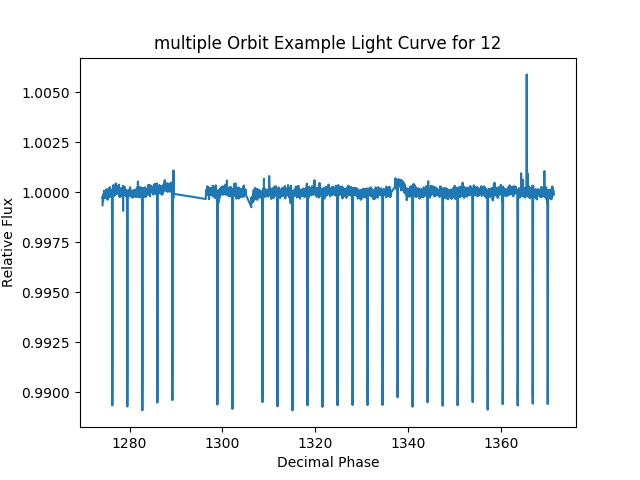 multiple Orbit Example Light Curve for 12
1.0050
1.0025
1.0000
0.9975
0.9950
0.9925
0.9900
Relative Flux
1280 1300 1320 1340 1360
Decimal Phase